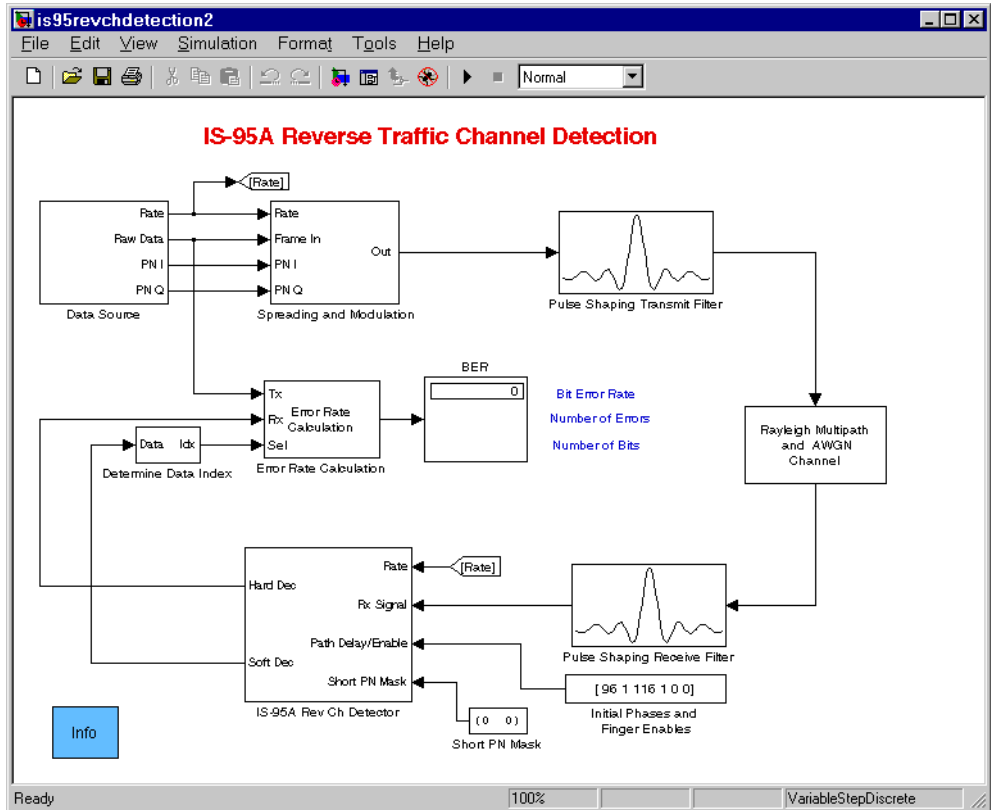 is95revchdetection2
File Edit View Simulation Format Tools Help
Normal
IS-95A Reverse Traffic Channel Detection
[Rate]
Rate
Raw Data
PN I
PN Q
Data Source
Rate
Frame In
PN I
PN Q
Out
Spreading and Modulation
Pulse Shaping Transmit Filter
BER
0
Tx
Rx
Sel
Error Rate
Calculation
Error Rate Calculation
Bit Error Rate
Number of Errors
Number of Bits
Data Idx
Determine Data Index
Rayleigh Multipath
and AWGN
Channel
Hard Dec
Soft Dec
Rate
Rx Signal
Path Delay/Enable
Short PN Mask
IS-95A Rev Ch Detector
[Rate]
Pulse Shaping Receive Filter
[ 96 1 116 1 0 0]
Initial Phases and
Finger Enables
(0 0)
Short PN Mask
Info
Ready 100% VariableStepDiscrete